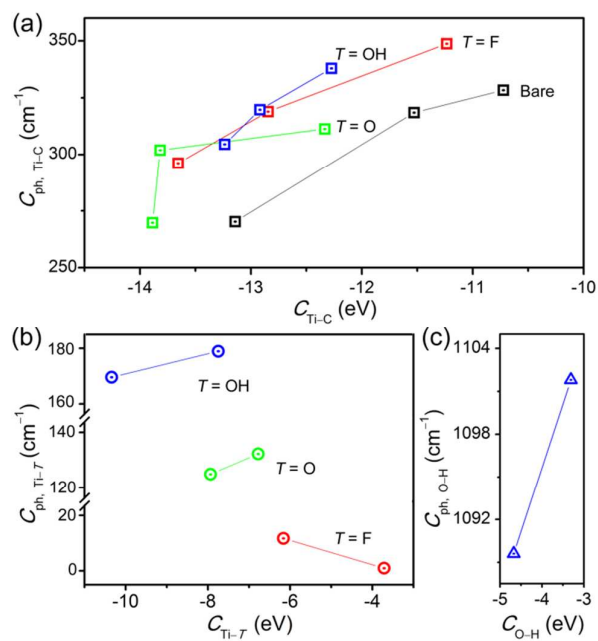 (a)
350
300
250
C_ph, Ti–C (cm⁻¹)
T = OH
T = F
T = O
Bare
-14 -13 -12 -11 -10
C_Ti–C (eV)
(b)
180
160
140
120
20
0
C_ph, Ti–T (cm⁻¹)
T = OH
T = O
T = F
-10 -8 -6 -4
C_Ti–T (eV)
(c)
1104
1098
1092
C_ph, O–H (cm⁻¹)
-5 -4 -3
C_O–H (eV)